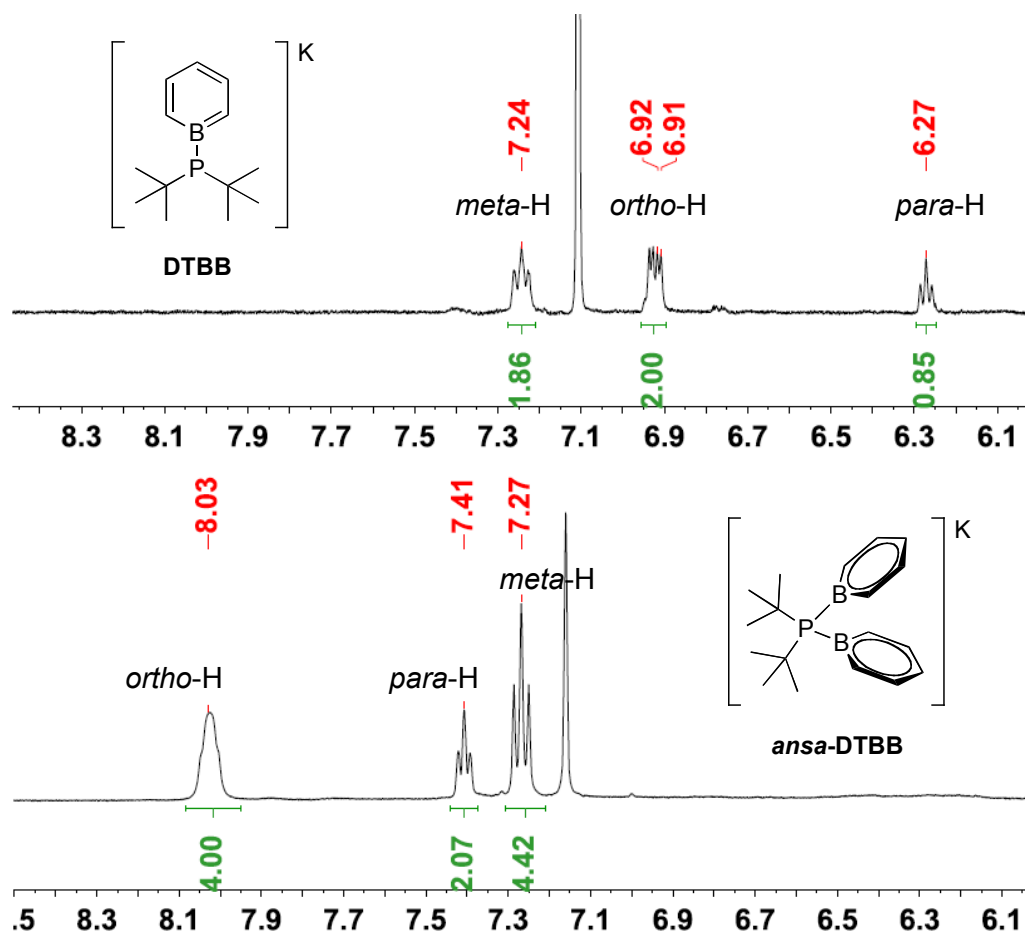 K
B
P
DTBB
7.24
6.92
6.91
6.27
meta-H
ortho-H
para-H
1.86
2.00
0.85
8.3 8.1 7.9 7.7 7.5 7.3 7.1 6.9 6.7 6.5 6.3 6.1
8.03
7.41
7.27
meta-H
ortho-H
para-H
K
B
P
B
ansa-DTBB
4.00
2.07
4.42
.5 8.3 8.1 7.9 7.7 7.5 7.3 7.1 6.9 6.7 6.5 6.3 6.1